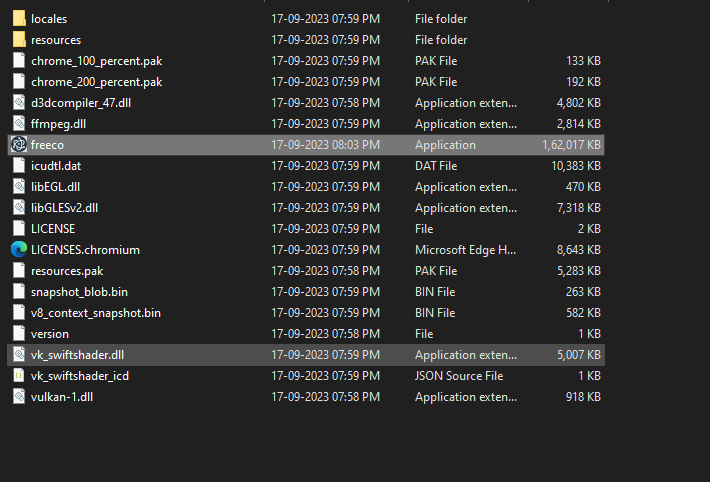 locales 17-09-2023 07:59 PM File folder
resources 17-09-2023 07:59 PM File folder
chrome_100_percent.pak 17-09-2023 07:59 PM PAK File 133 KB
chrome_200_percent.pak 17-09-2023 07:59 PM PAK File 192 KB
d3dcompiler_47.dll 17-09-2023 07:58 PM Application exten... 4,802 KB
ffmpeg.dll 17-09-2023 07:59 PM Application exten... 2,814 KB
freeco 17-09-2023 08:03 PM Application 1,62,017 KB
icudtl.dat 17-09-2023 07:59 PM DAT File 10,383 KB
libEGL.dll 17-09-2023 07:59 PM Application exten... 470 KB
libGLESv2.dll 17-09-2023 07:58 PM Application exten... 7,318 KB
LICENSE 17-09-2023 07:59 PM File 2 KB
LICENSES.chromium 17-09-2023 07:59 PM Microsoft Edge H... 8,643 KB
resources.pak 17-09-2023 07:58 PM PAK File 5,283 KB
snapshot_blob.bin 17-09-2023 07:59 PM BIN File 263 KB
v8_context_snapshot.bin 17-09-2023 07:59 PM BIN File 582 KB
version 17-09-2023 07:58 PM File 1 KB
vk_swiftshader.dll 17-09-2023 07:59 PM Application exten... 5,007 KB
vk_swiftshader_icd 17-09-2023 07:59 PM JSON Source File 1 KB
vulkan-1.dll 17-09-2023 07:58 PM Application exten... 918 KB